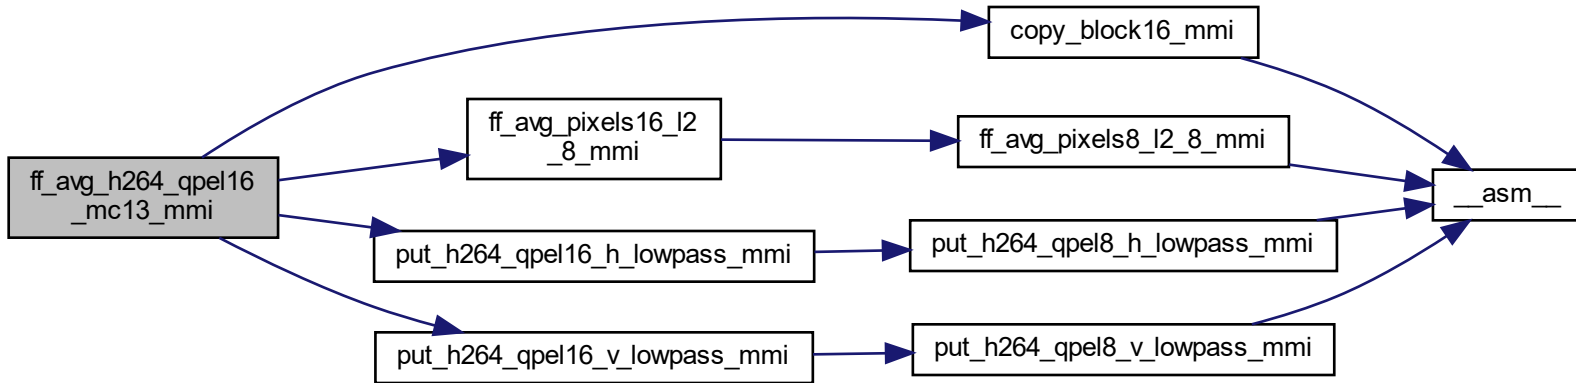 ff_avg_h264_qpel16
_mc13_mmi
copy_block16_mmi
ff_avg_pixels16_l2
_8_mmi
ff_avg_pixels8_l2_8_mmi
put_h264_qpel16_h_lowpass_mmi
put_h264_qpel8_h_lowpass_mmi
put_h264_qpel16_v_lowpass_mmi
put_h264_qpel8_v_lowpass_mmi
__asm__